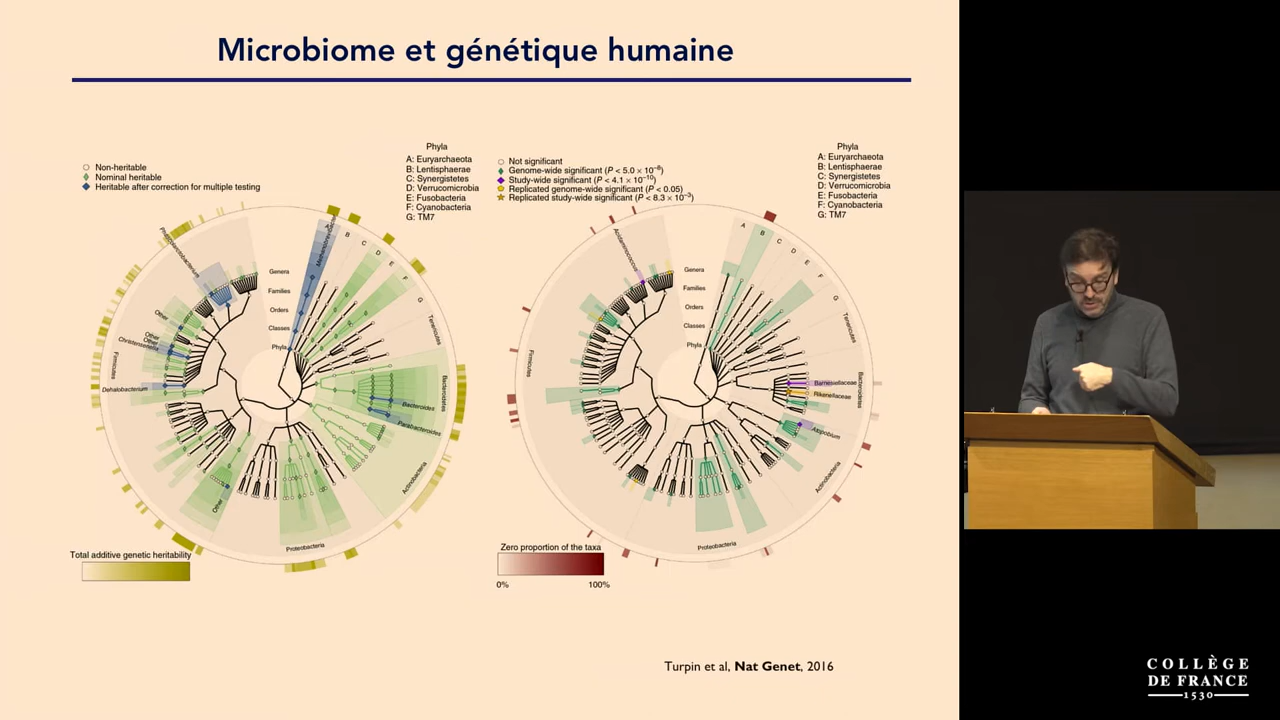 Microbiome et génétique humaine
Non-heritable
Nominal heritable
Heritable after correction for multiple testing
Phyla
A: Euryarchaeota
B: Lentisphaerae
C: Synergistetes
D: Verrucomicrobia
E: Fusobacteria
F: Cyanobacteria
G: TM7
B
C
D
E
F
G
Genera
Families
Orders
Classes
Phyla
Tenericutes
Bacteroidetes
Bacteroides
Parabacteroides
Actinobacteria
Proteobacteria
Other
Dehalobacterium
Firmicutes
Christensenella
Other
Other
Other
Total additive genetic heritability
Not significant
Genome-wide significant (P < 5.0 × 10⁻⁸)
Study-wide significant (P < 4.1 × 10⁻¹⁰)
Replicated genome-wide significant (P < 0.05)
Replicated study-wide significant (P < 8.3 × 10⁻³)
Phyla
A: Euryarchaeota
B: Lentisphaerae
C: Synergistetes
D: Verrucomicrobia
E: Fusobacteria
F: Cyanobacteria
G: TM7
A
B
C
D
E
F
G
Genera
Families
Orders
Classes
Phyla
Acidaminococcus
Tenericutes
Firmicutes
Barnesiellaceae
Rikenellaceae
Bacteroidetes
Atopobium
Actinobacteria
Proteobacteria
Zero proportion of the taxa
0%
100%
Turpin et al, Nat Genet, 2016
COLLÈGE
DE FRANCE
1530